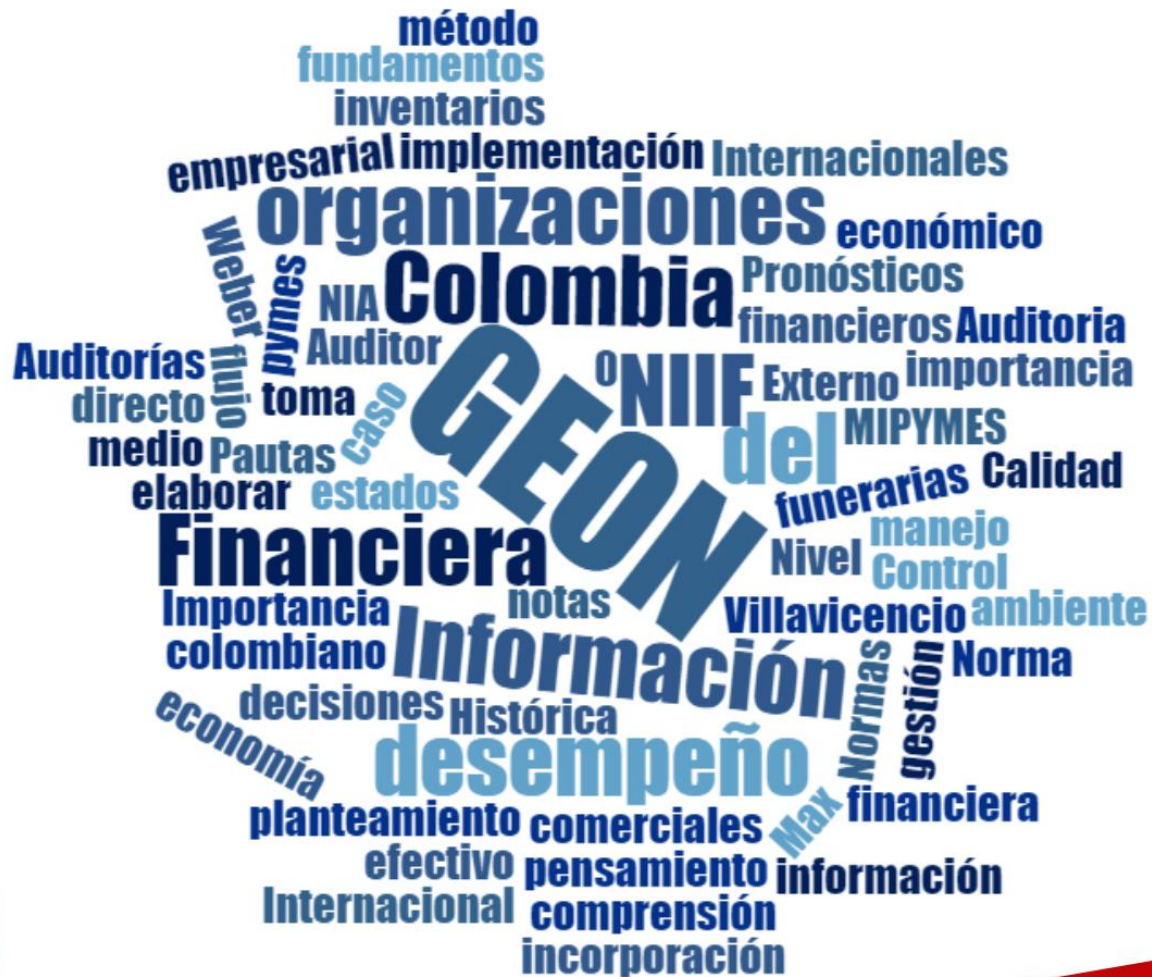 método
fundamentos
inventarios
empresarial implementación Internacionales
organizaciones económico
Weber pymes NIA Colombia Pronósticos
financieros Auditoria
Auditorías flujo Auditor GEON o NIIF Externo importancia
directo toma caso del MIPYMES
medio Pautas funerarias Calidad
elaborar estados manejo
Financiera Nivel Control
Importancia notas Villavicencio ambiente
colombiano Información Normas gestión Norma
economía decisiones Histórica
desempeño Max financiera
planteamiento comerciales
efectivo pensamiento información
Internacional comprensión
incorporación